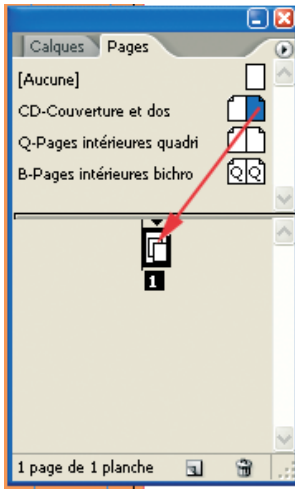 Calques Pages
[Aucune]
CD-Couverture et dos
Q-Pages intérieures quadri
B-Pages intérieures bichro
Q Q
1
1 page de 1 planche